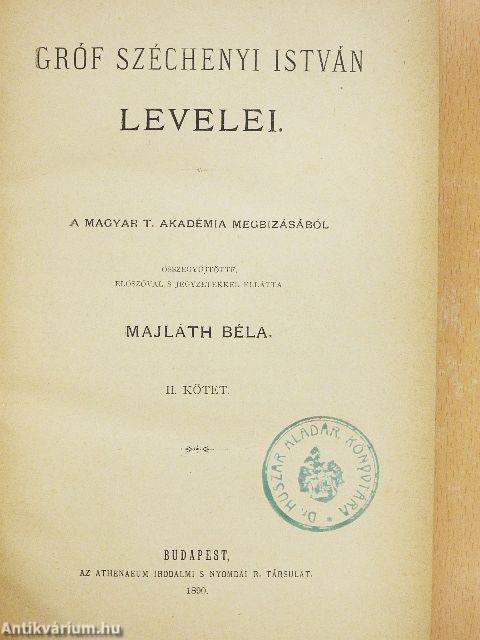 GRÓF SZÉCHENYI ISTVÁN
LEVELEI.
A MAGYAR T. AKADÉMIA MEGBIZÁSÁBÓL
ÖSSZEGYŰJTÖTTE,
ELŐSZÓVAL S JEGYZETEKKEL ELLÁTTA
MAJLÁTH BÉLA.
II. KÖTET.
Dr. HUSZÁR ALADÁR KÖNYVTÁRA *
BUDAPEST,
AZ ATHENAEUM IRODALMI S NYOMDAI R. TÁRSULAT.
1890.
Antikvárium.hu